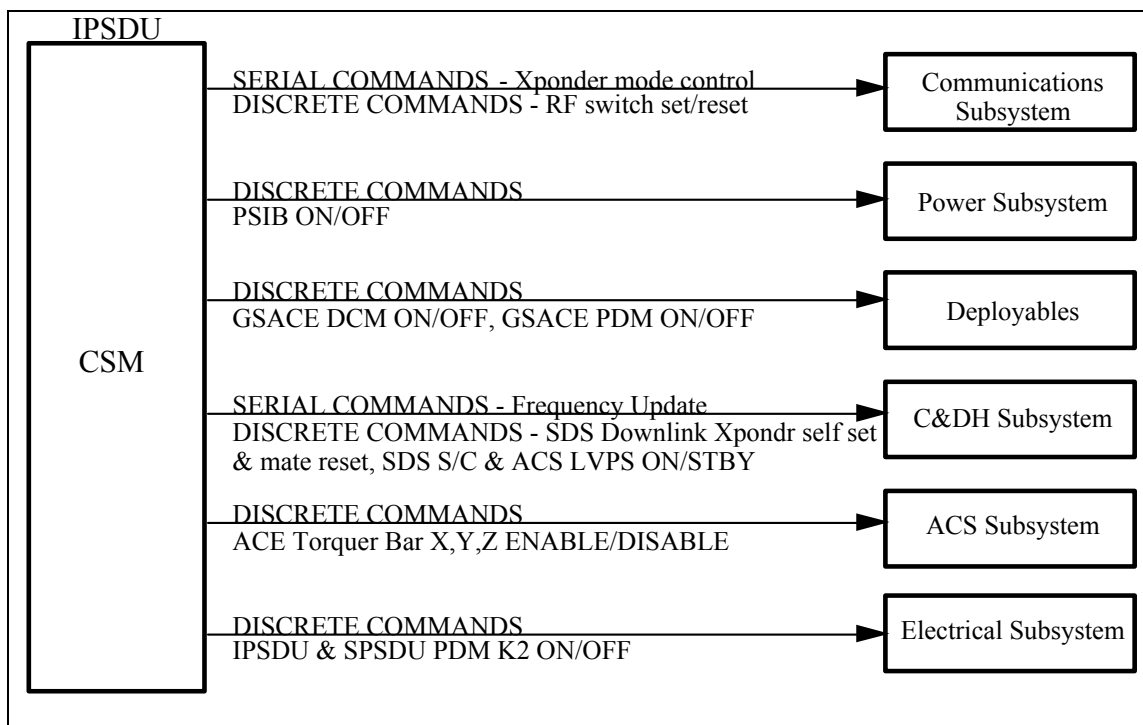 IPSDU
CSM
SERIAL COMMANDS - Xponder mode control
DISCRETE COMMANDS - RF switch set/reset
Communications
Subsystem
DISCRETE COMMANDS
PSIB ON/OFF
Power Subsystem
DISCRETE COMMANDS
GSACE DCM ON/OFF, GSACE PDM ON/OFF
Deployables
SERIAL COMMANDS - Frequency Update
DISCRETE COMMANDS - SDS Downlink Xpondr self set
& mate reset, SDS S/C & ACS LVPS ON/STBY
C&DH Subsystem
DISCRETE COMMANDS
ACE Torquer Bar X,Y,Z ENABLE/DISABLE
ACS Subsystem
DISCRETE COMMANDS
IPSDU & SPSDU PDM K2 ON/OFF
Electrical Subsystem